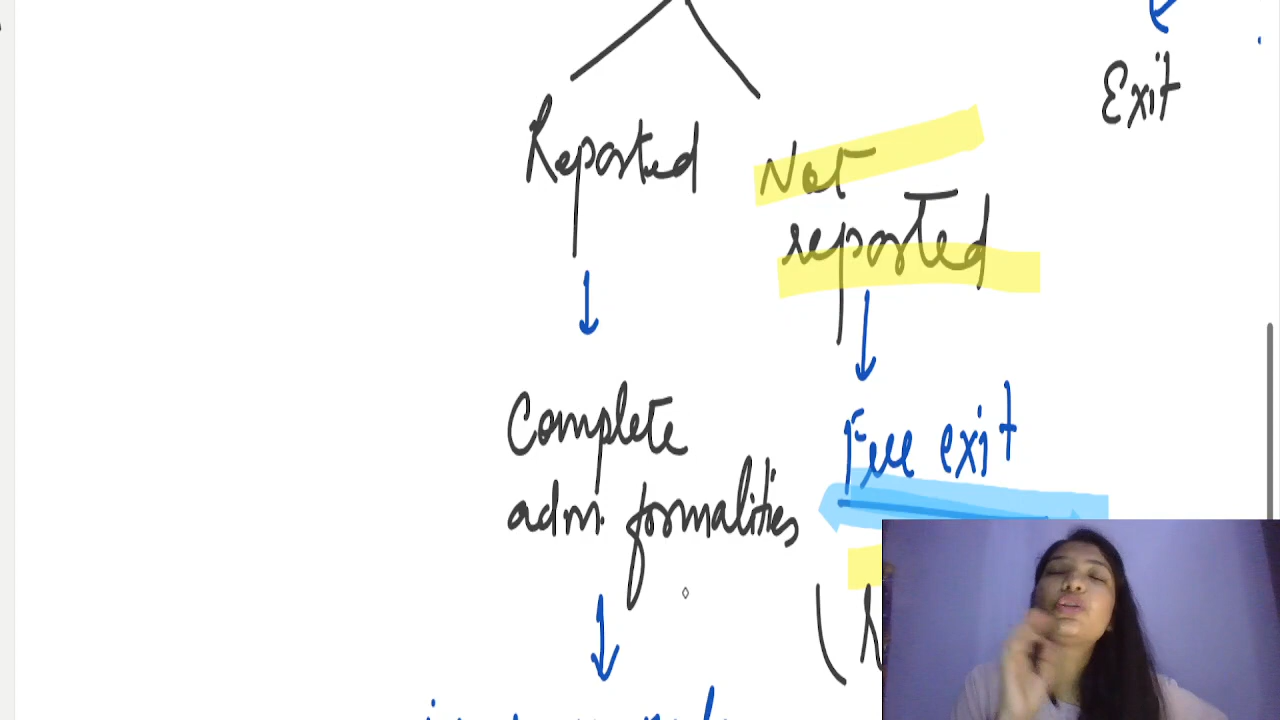 Exit
Reported
Not
reported
Complete
adm. formalities
Free exit